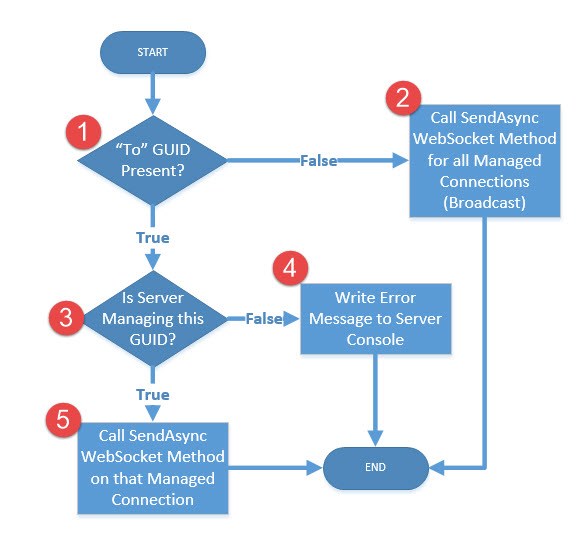 START
1
“To” GUID
Present?
False
2
Call SendAsync
WebSocket Method
for all Managed
Connections
(Broadcast)
True
3
Is Server
Managing this
GUID?
False
4
Write Error
Message to Server
Console
True
5
Call SendAsync
WebSocket Method
on that Managed
Connection
END